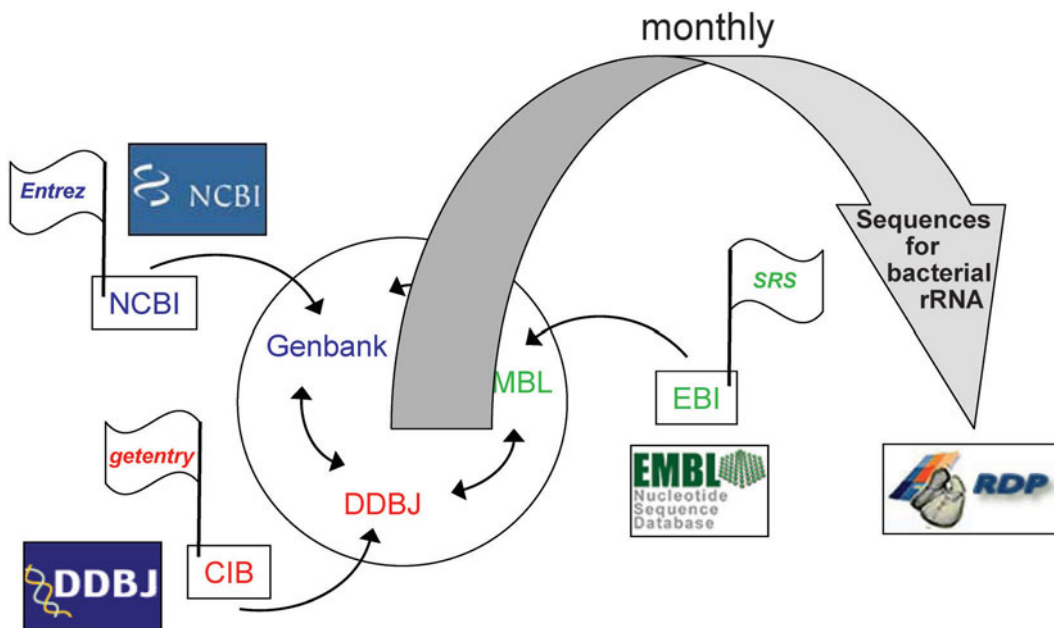 monthly
Entrez
NCBI
NCBI
Genbank
MBL
DDBJ
SRS
EBI
Sequences
for
bacterial
rRNA
getentry
CIB
DDBJ
EMBL
Nucleotide
Sequence
Database
RDP